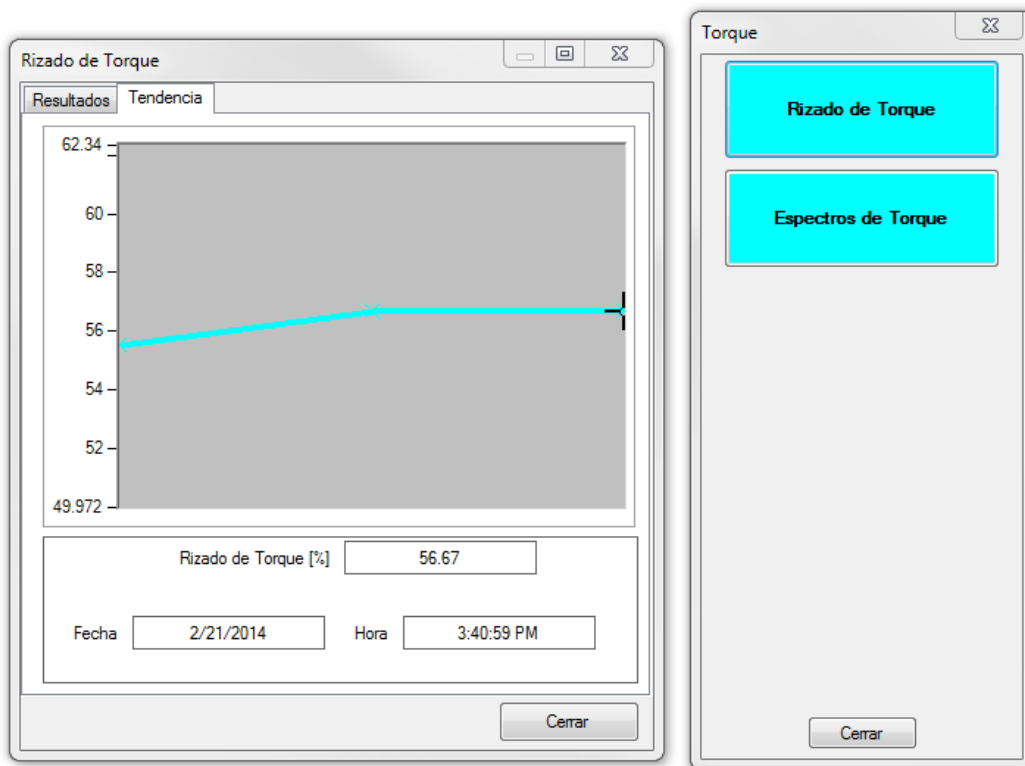 Rizado de Torque
Resultados
Tendencia
62.34
60
58
56
54
52
49.972
Rizado de Torque [%]
56.67
Fecha
2/21/2014
Hora
3:40:59 PM
Cerrar
Torque
Rizado de Torque
Espectros de Torque
Cerrar